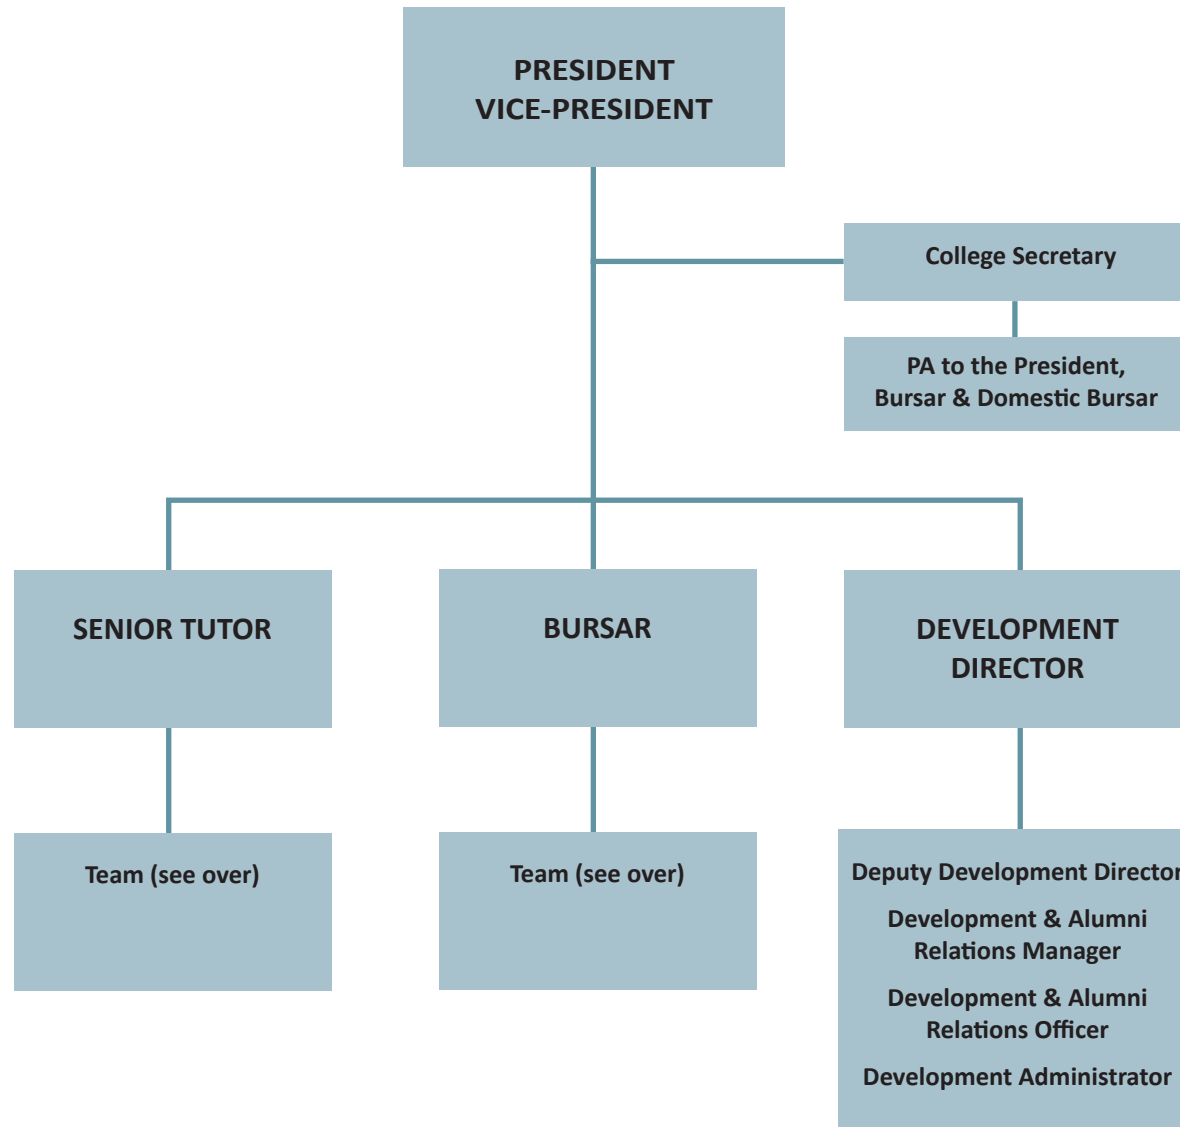 PRESIDENT
VICE-PRESIDENT
College Secretary
PA to the President,
Bursar & Domestic Bursar
SENIOR TUTOR
BURSAR
DEVELOPMENT
DIRECTOR
Team (see over)
Team (see over)
Deputy Development Director
Development & Alumni
Relations Manager
Development & Alumni
Relations Officer
Development Administrator